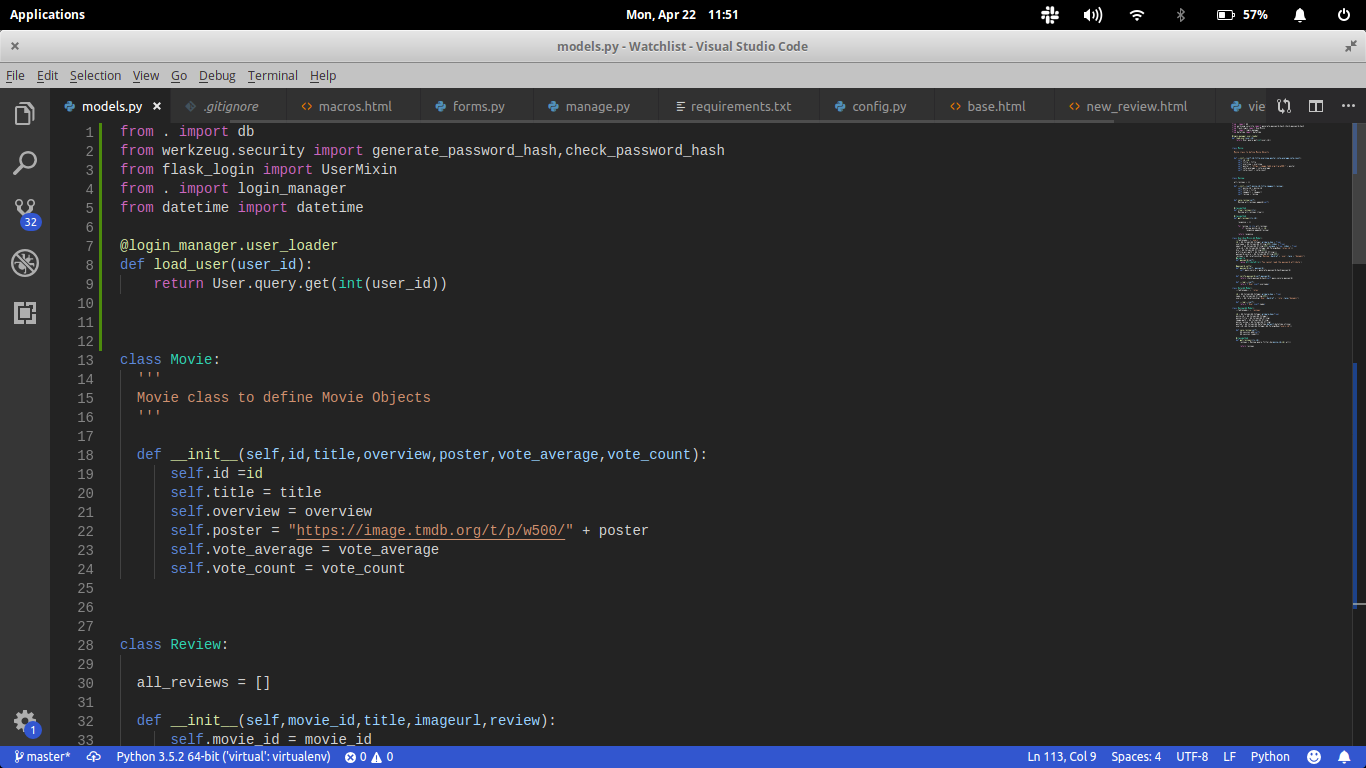 Applications
Mon, Apr 22 11:51
57%
models.py - Watchlist - Visual Studio Code
File Edit Selection View Go Debug Terminal Help
models.py .gitignore macros.html forms.py manage.py requirements.txt config.py base.html new_review.html vie
1 from . import db
2 from werkzeug.security import generate_password_hash,check_password_hash
3 from flask_login import UserMixin
4 from . import login_manager
5 from datetime import datetime
6
7 @login_manager.user_loader
8 def load_user(user_id):
9 return User.query.get(int(user_id))
10
11
12
13 class Movie:
14 '''
15 Movie class to define Movie Objects
16 '''
17
18 def __init__(self,id,title,overview,poster,vote_average,vote_count):
19 self.id =id
20 self.title = title
21 self.overview = overview
22 self.poster = "https://image.tmdb.org/t/p/w500/" + poster
23 self.vote_average = vote_average
24 self.vote_count = vote_count
25
26
27
28 class Review:
29
30 all_reviews = []
31
32 def __init__(self,movie_id,title,imageurl,review):
33 self.movie_id = movie_id
32
1
master* Python 3.5.2 64-bit ('virtual': virtualenv) 0 0 Ln 113, Col 9 Spaces: 4 UTF-8 LF Python